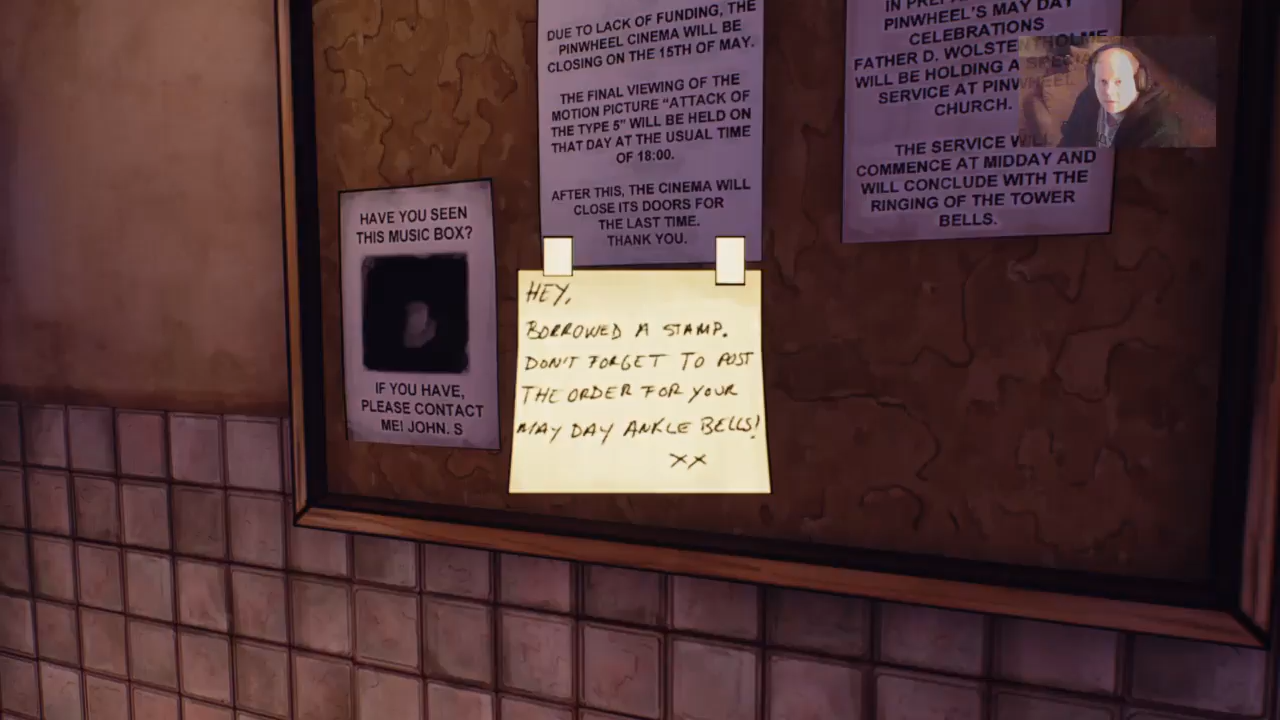 DUE TO LACK OF FUNDING, THE
PINWHEEL CINEMA WILL BE
CLOSING ON THE 15TH OF MAY.
THE FINAL VIEWING OF THE
MOTION PICTURE “ATTACK OF
THE TYPE 5” WILL BE HELD ON
THAT DAY AT THE USUAL TIME
OF 18:00.
AFTER THIS, THE CINEMA WILL
CLOSE ITS DOORS FOR
THE LAST TIME.
THANK YOU.
PINWHEEL'S MAY DAY
CELEBRATIONS
FATHER D. WOLSTENTHOLME
WILL BE HOLDING A SPECIAL
SERVICE AT PINWHEEL
CHURCH.
THE SERVICE WILL
COMMENCE AT MIDDAY AND
WILL CONCLUDE WITH THE
RINGING OF THE TOWER
BELLS.
HAVE YOU SEEN
THIS MUSIC BOX?
IF YOU HAVE,
PLEASE CONTACT
ME! JOHN. S
HEY,
BORROWED A STAMP.
DON'T FORGET TO POST
THE ORDER FOR YOUR
MAY DAY ANKLE BELLS!
XX